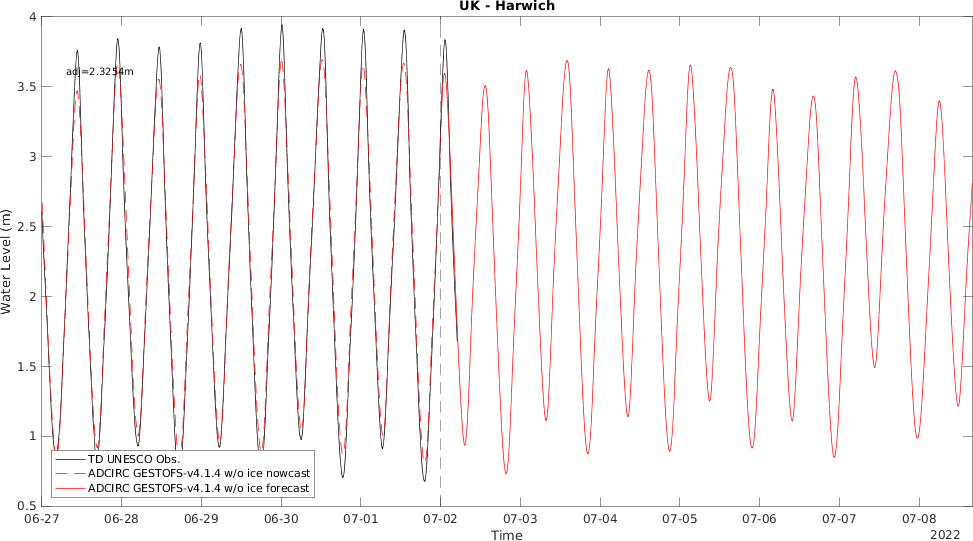 UK - Harwich
4
adj=2.3254m
3.5
3
2.5
2
1.5
1
0.5
Water Level (m)
TD UNESCO Obs.
ADCIRC GESTOFS-v4.1.4 w/o ice nowcast
ADCIRC GESTOFS-v4.1.4 w/o ice forecast
06-27 06-28 06-29 06-30 07-01 07-02 07-03 07-04 07-05 07-06 07-07 07-08
Time
2022